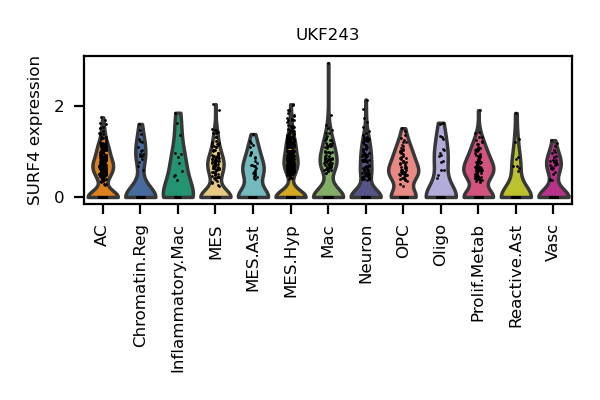 UKF243
SURF4 expression
2
0
AC
Chromatin.Reg
Inflammatory.Mac
MES
MES.Ast
MES.Hyp
Mac
Neuron
OPC
Oligo
Prolif.Metab
Reactive.Ast
Vasc